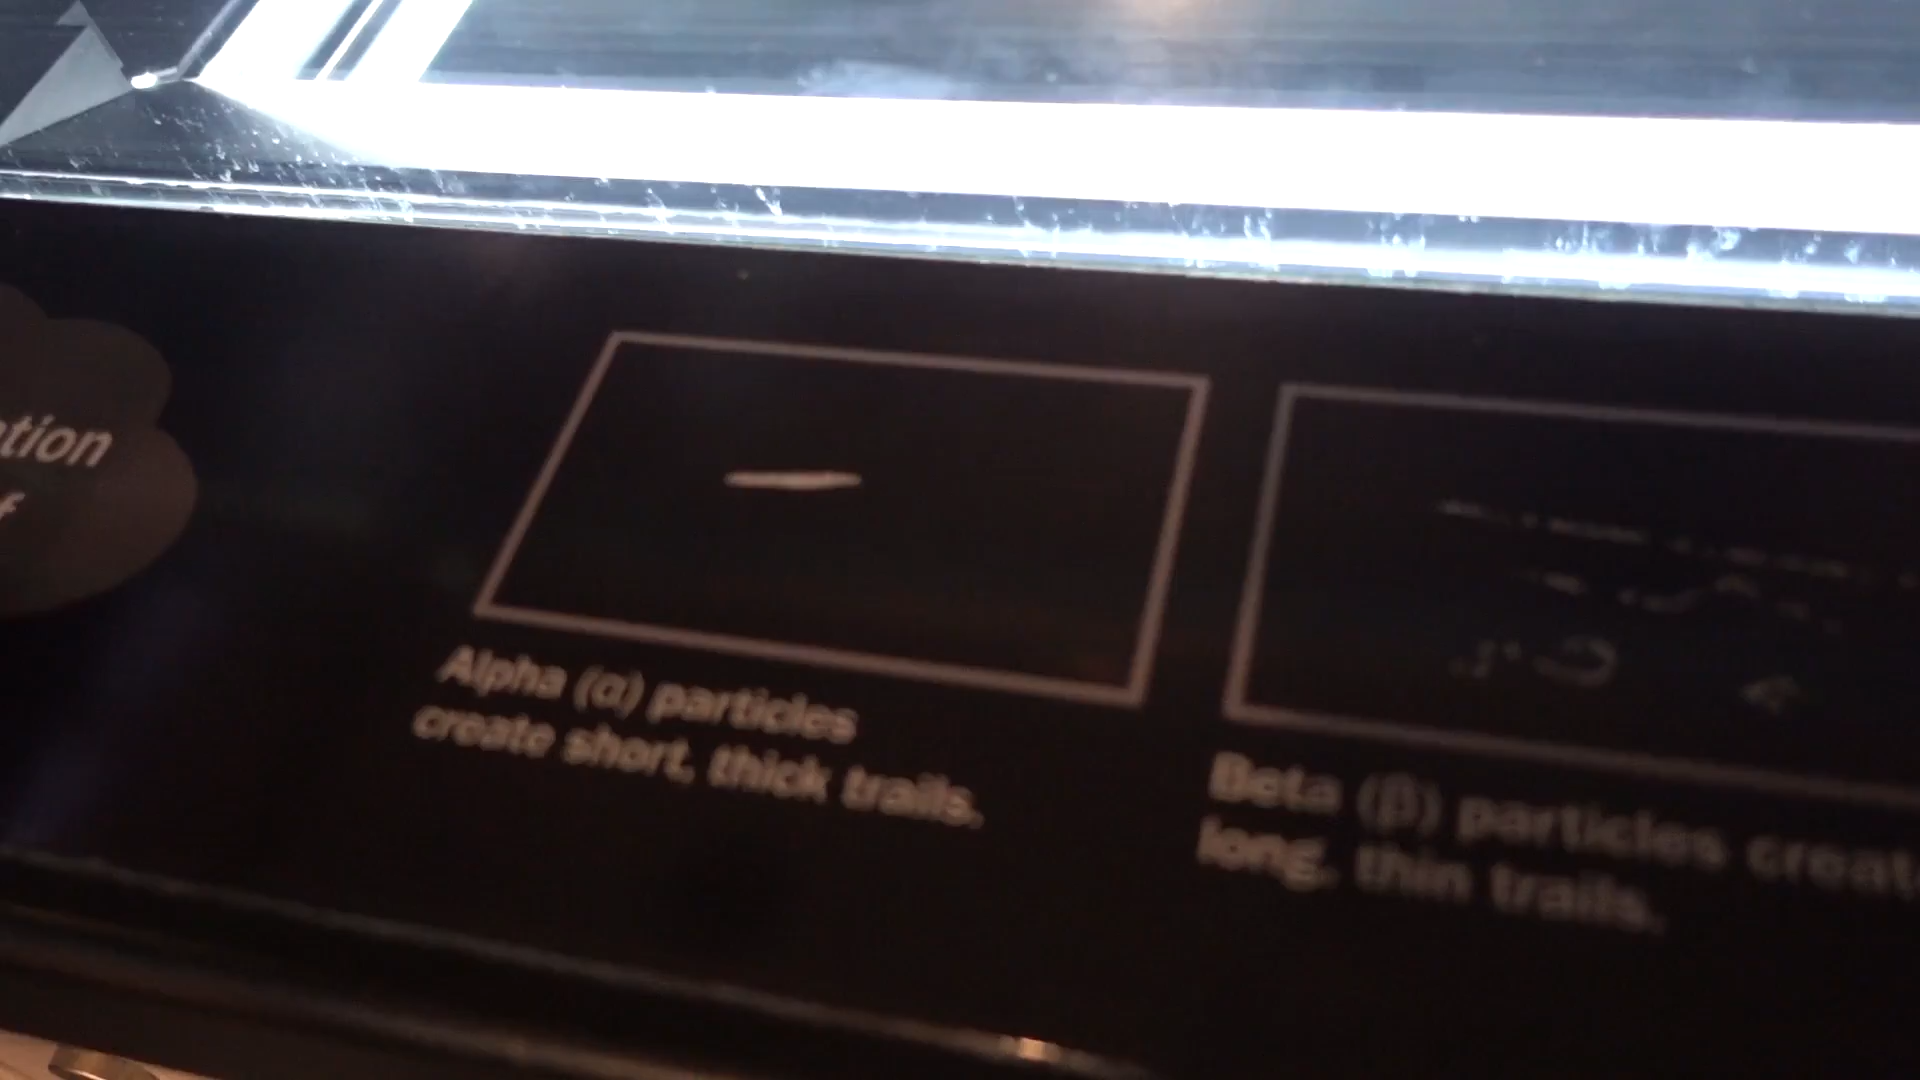 Alpha (α) particles
create short, thick trails.
Beta (β) particles creat
long, thin trails.
ation
f